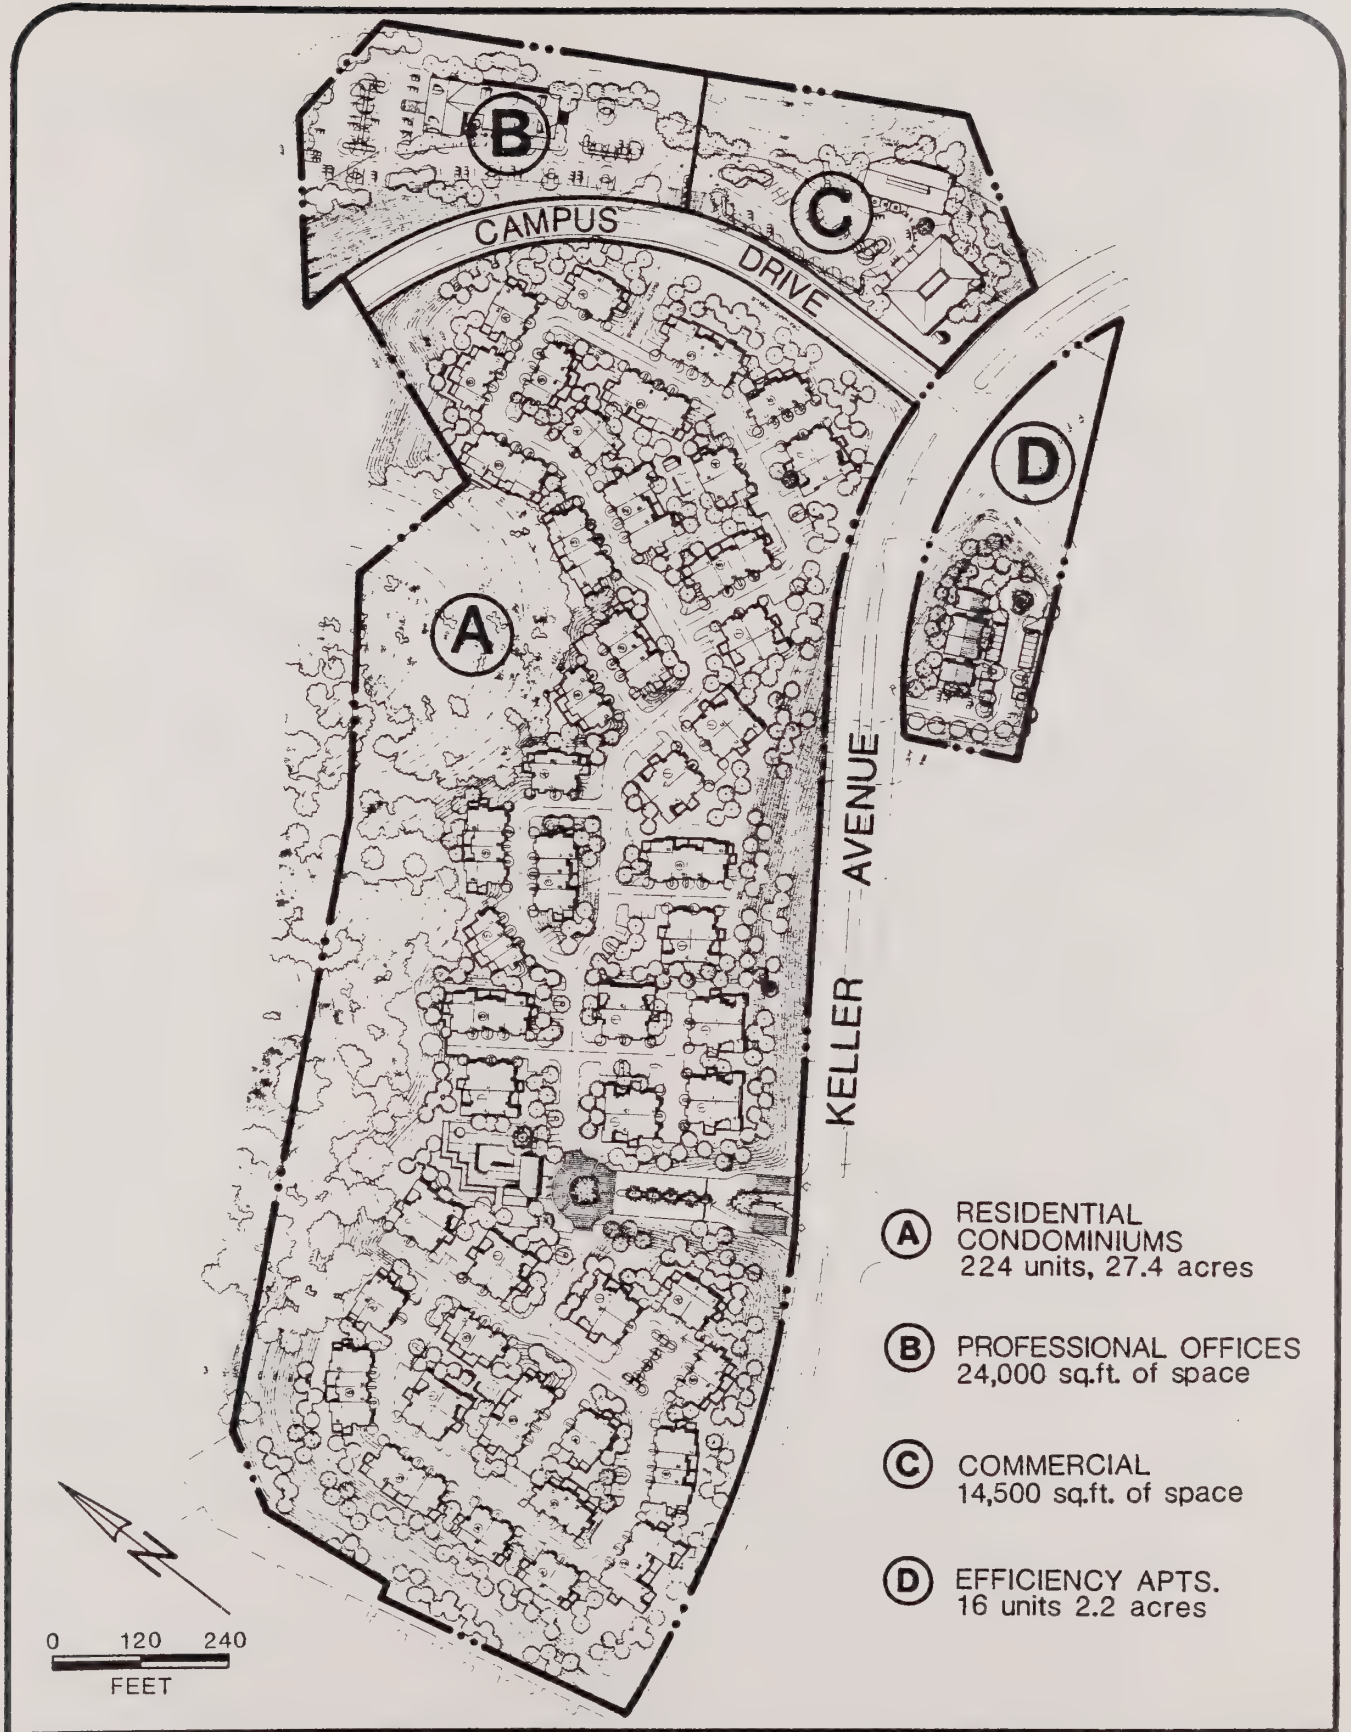 B
C
CAMPUS
DRIVE
D
A
KELLER AVENUE
A RESIDENTIAL
CONDOMINIUMS
224 units, 27.4 acres
B PROFESSIONAL OFFICES
24,000 sq.ft. of space
C COMMERCIAL
14,500 sq.ft. of space
D EFFICIENCY APTS.
16 units 2.2 acres
N
0 120 240
FEET